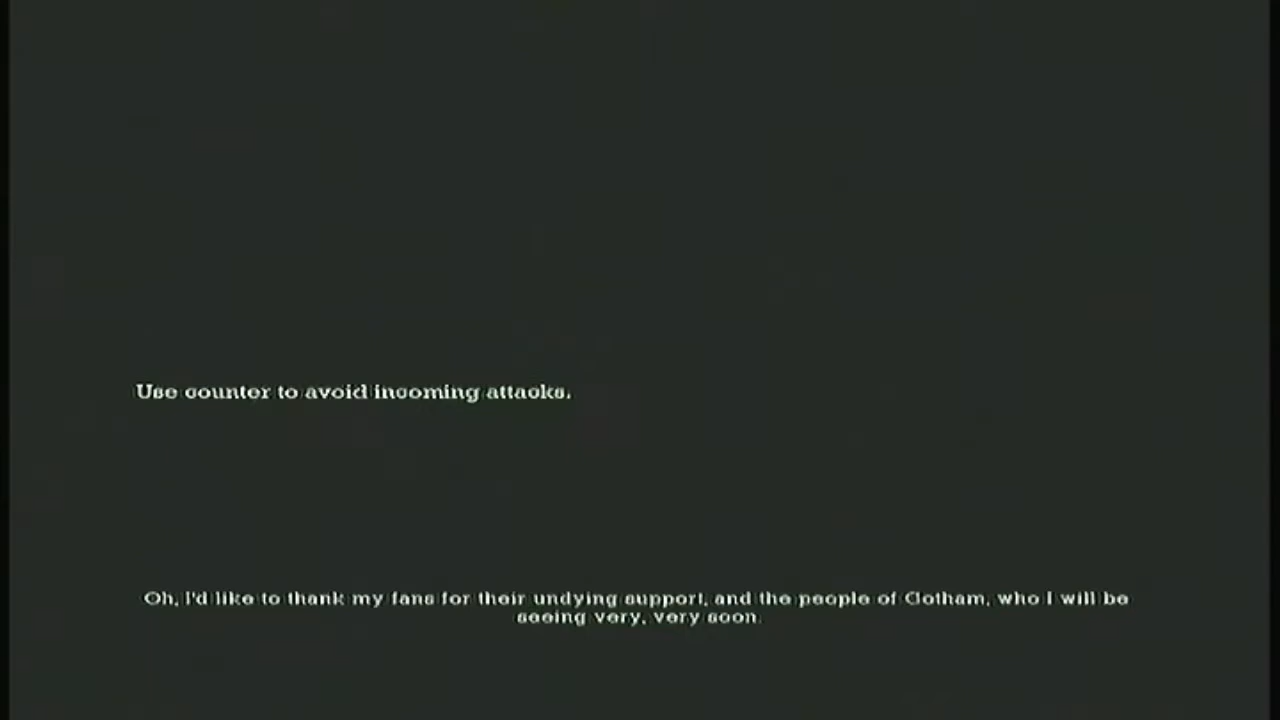 Use counter to avoid incoming attacks.
Oh, I'd like to thank my fans for their undying support, and the people of Gotham, who I will be
seeing very, very soon.